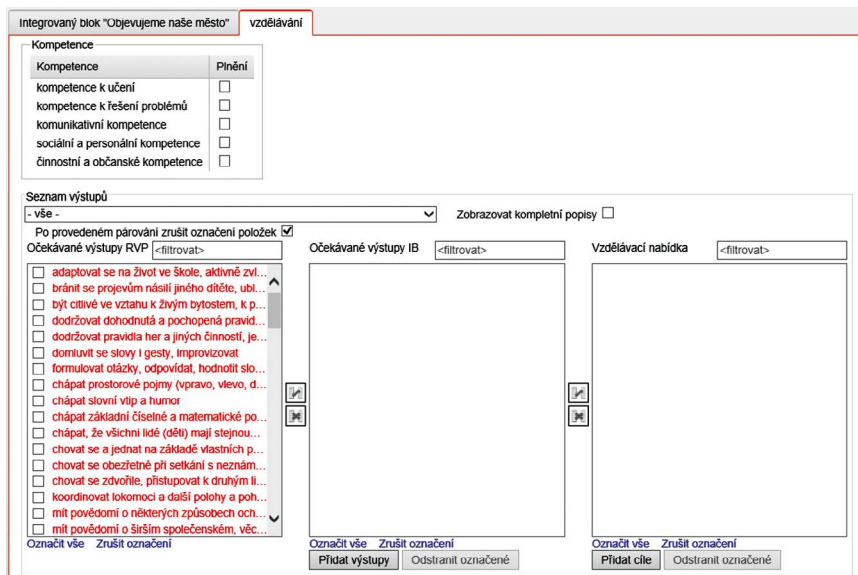 Integrovaný blok "Objevujeme naše město" vzdělávání
Kompetence
Kompetence Plnění
kompetence k učení
kompetence k řešení problémů
komunikativní kompetence
sociální a personální kompetence
činnostní a občanské kompetence
Seznam výstupů
- vše -
Zobrazovat kompletní popisy
Po provedeném párování zrušit označení položek
Očekávané výstupy RVP <filtrovat>
adaptovat se na život ve škole, aktivně zvl...
bránit se projevům násilí jiného dítěte, ubl...
být citlivé ve vztahu k živým bytostem, k p...
dodržovat dohodnutá a pochopená pravid...
dodržovat pravidla her a jiných činností, je...
domluvit se slovy i gesty, improvizovat
formulovat otázky, odpovídat, hodnotit slo...
chápat prostorové pojmy (vpravo, vlevo, d...
chápat slovní vtip a humor
chápat základní číselné a matematické po...
chápat, že všichni lidé (děti) mají stejnou...
chovat se a jednat na základě vlastních p...
chovat se obezřetně při setkání s neznám...
chovat se zdvořile, přistupovat k druhým li...
koordinovat lokomoci a další polohy a poh...
mít povědomí o některých způsobech och...
mít povědomí o širším společenském, věc...
Označit vše Zrušit označení
Očekávané výstupy IB <filtrovat>
Označit vše Zrušit označení
Přidat výstupy Odstranit označené
Vzdělávací nabídka <filtrovat>
Označit vše Zrušit označení
Přidat cíle Odstranit označené